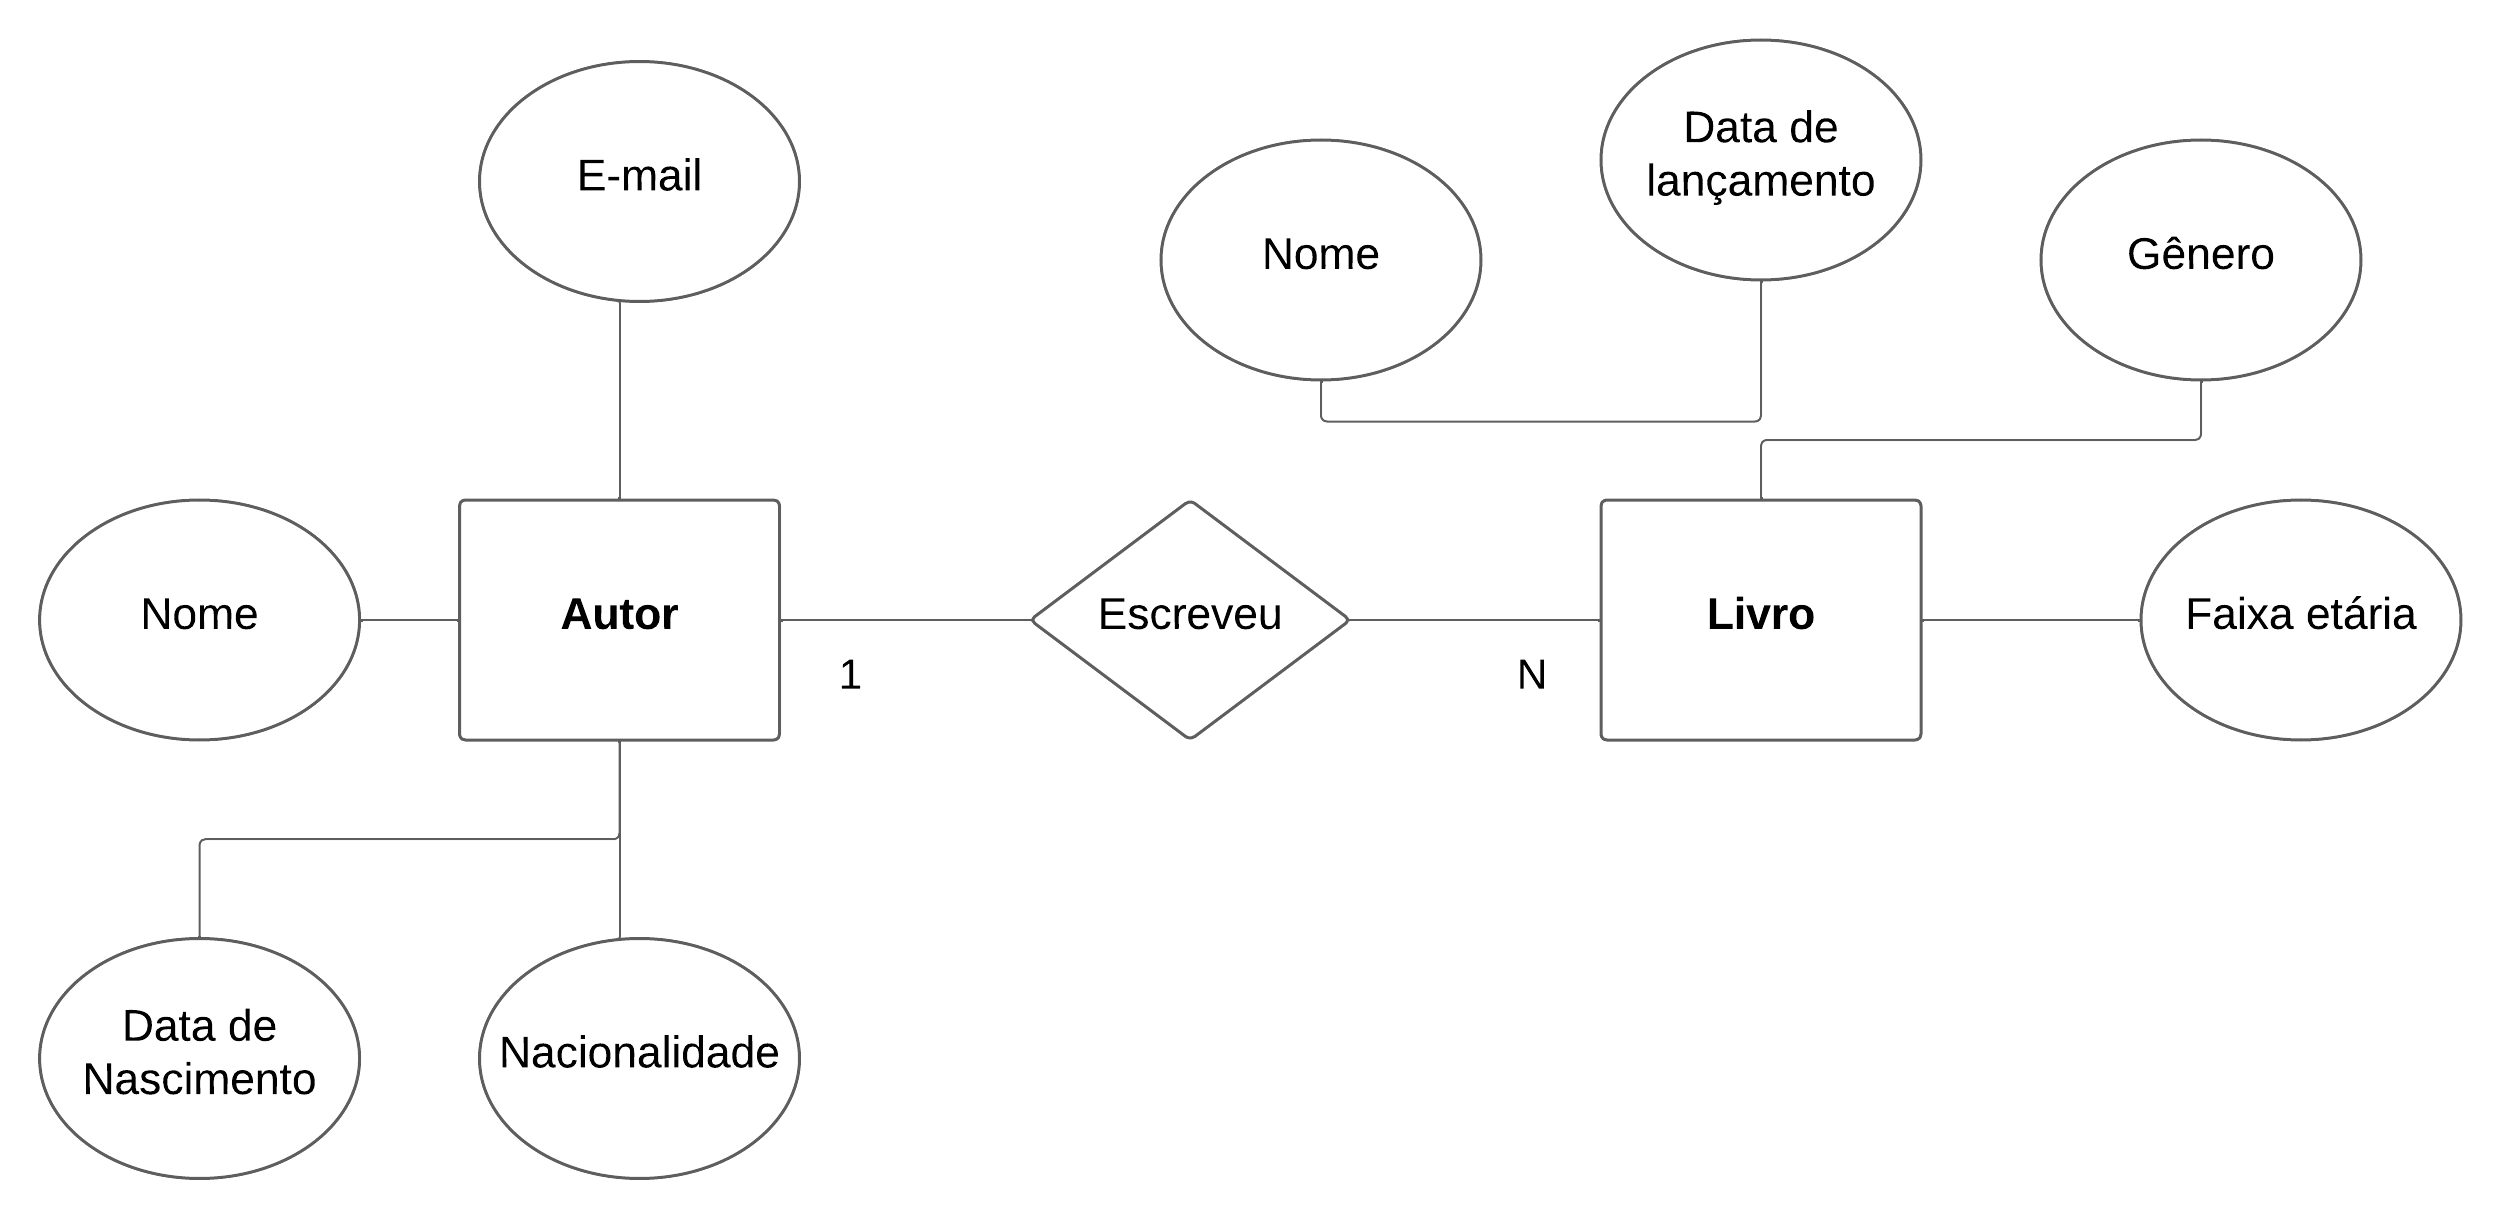 E-mail
Nome
Data de
lançamento
Gênero
Nome
Autor
Escreveu
Livro
Faixa etária
1
N
Data de
Nascimento
Nacionalidade